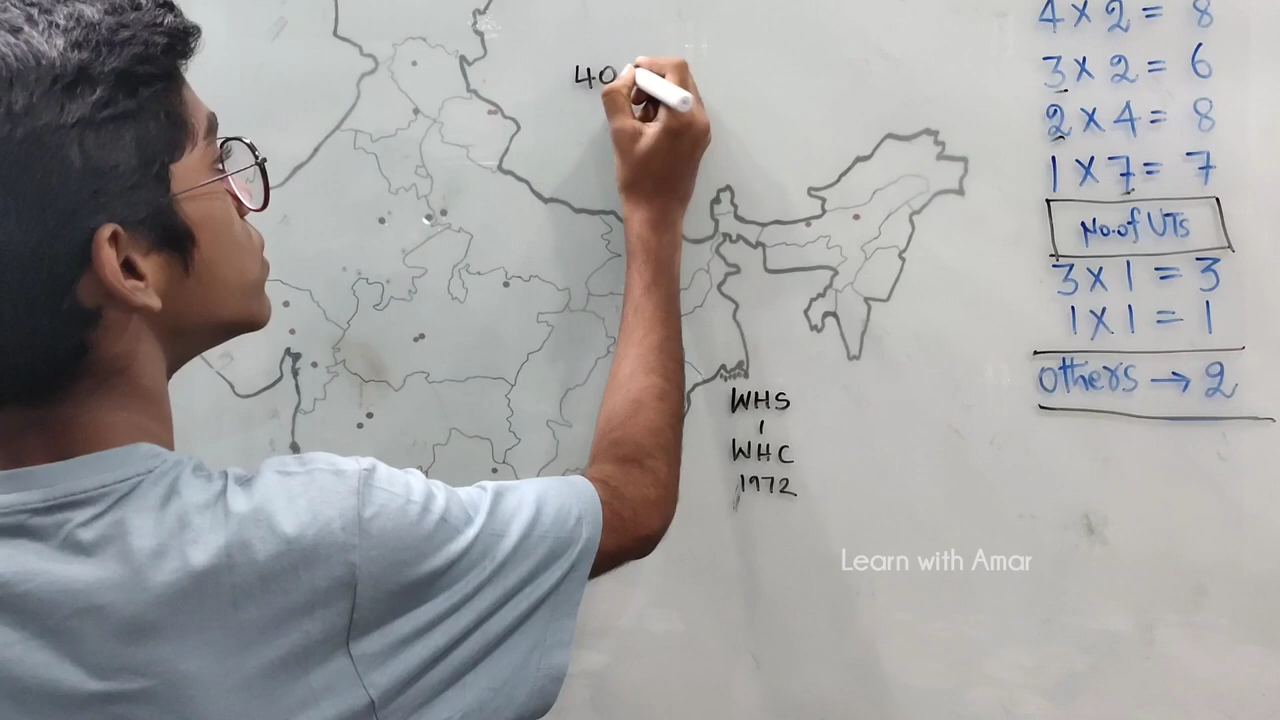 40
4 × 2 = 8
3 × 2 = 6
2 × 4 = 8
1 × 7 = 7
No. of UTs
3 × 1 = 3
1 × 1 = 1
others → 2
WHS
WHC
1972
Learn with Amar